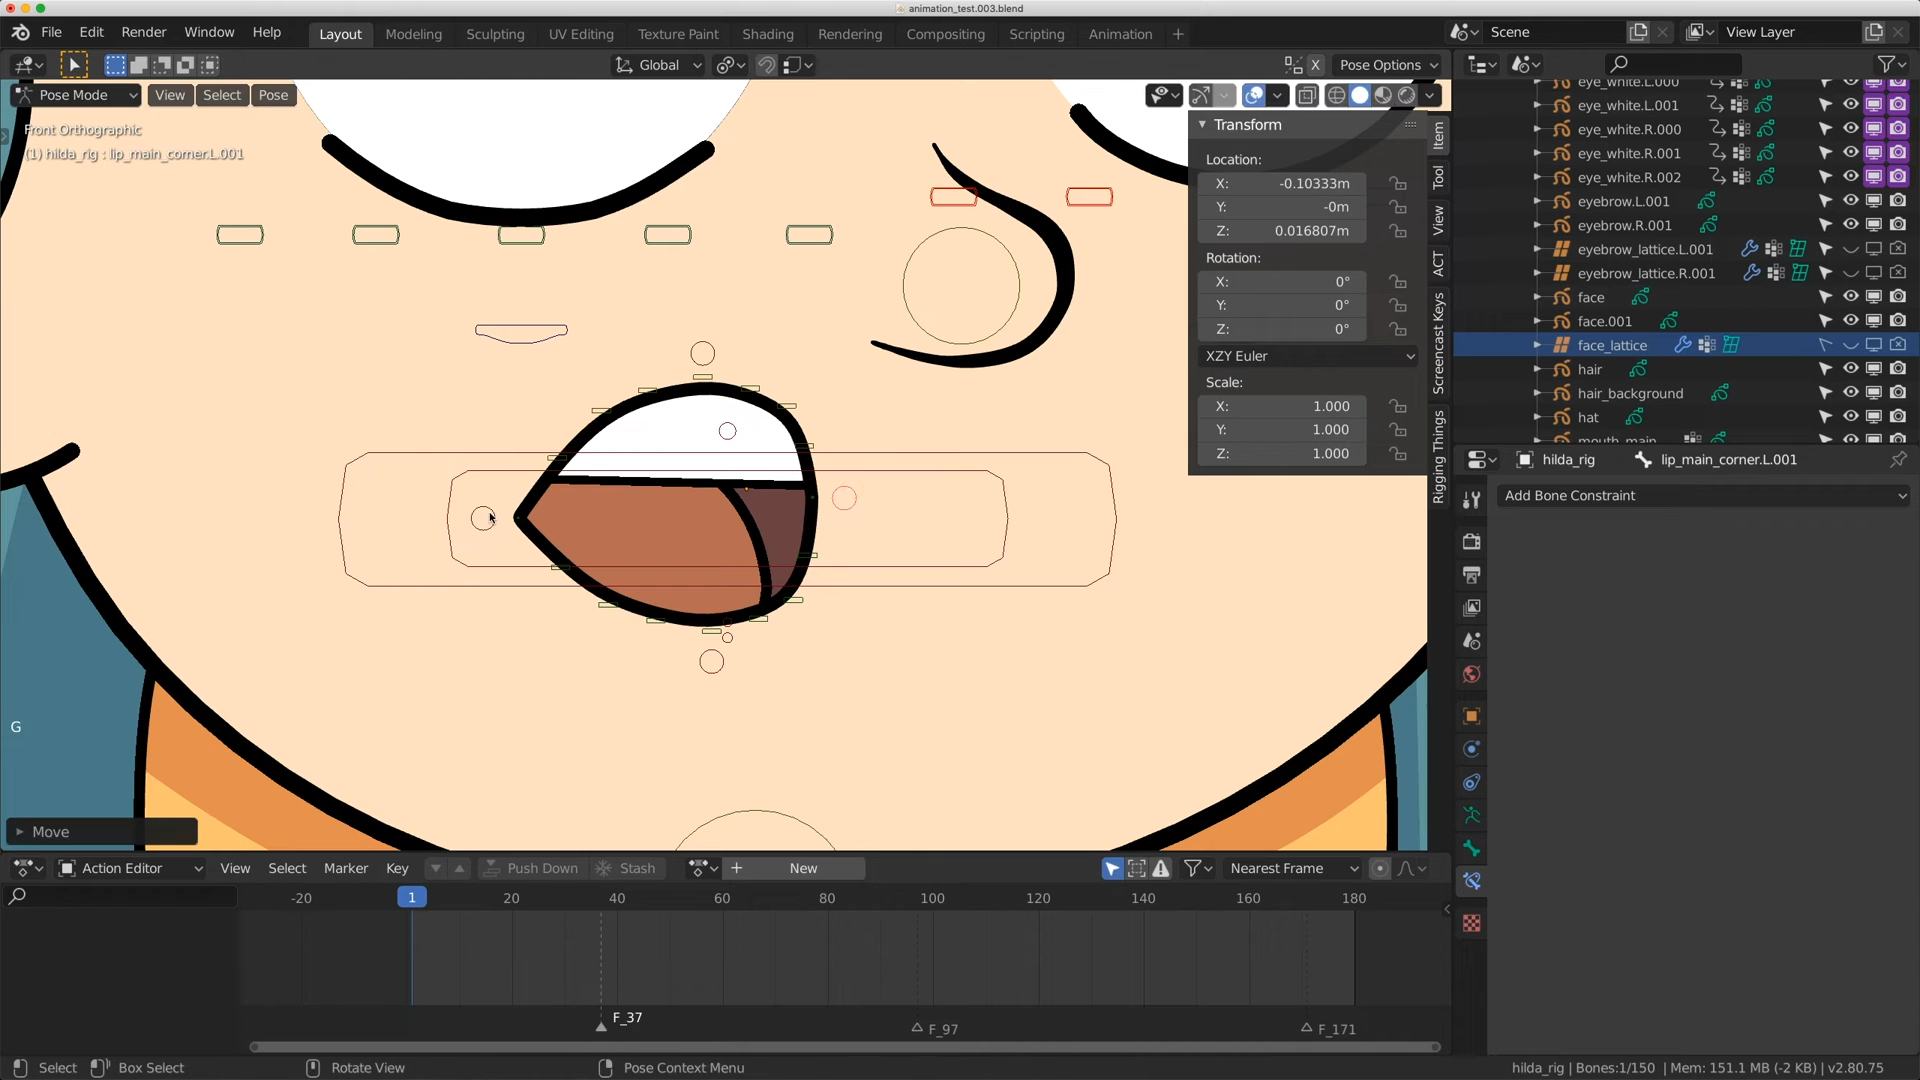 animation_test.003.blend
File Edit Render Window Help
Layout Modeling Sculpting UV Editing Texture Paint Shading Rendering Compositing Scripting Animation +
Scene
View Layer
Global
X
Pose Options
Pose Mode View Select Pose
Front Orthographic
(1) hilda_rig : lip_main_corner.L.001
Transform
Location:
X: -0.10333m
Y: -0m
Z: 0.016807m
Rotation:
X: 0°
Y: 0°
Z: 0°
XZY Euler
Scale:
X: 1.000
Y: 1.000
Z: 1.000
Item
Tool
View
ACT
Screencast Keys
Rigging Things
eye_white.L.000
eye_white.L.001
eye_white.R.000
eye_white.R.001
eye_white.R.002
eyebrow.L.001
eyebrow.R.001
eyebrow_lattice.L.001
eyebrow_lattice.R.001
face
face.001
face_lattice
hair
hair_background
hat
mouth_main
hilda_rig lip_main_corner.L.001
Add Bone Constraint
G
Move
Action Editor View Select Marker Key Push Down Stash + New Nearest Frame
-20 1 20 40 60 80 100 120 140 160 180
F_37
F_97
F_171
Select Box Select Rotate View Pose Context Menu
hilda_rig | Bones:1/150 | Mem: 151.1 MB (-2 KB) | v2.80.75